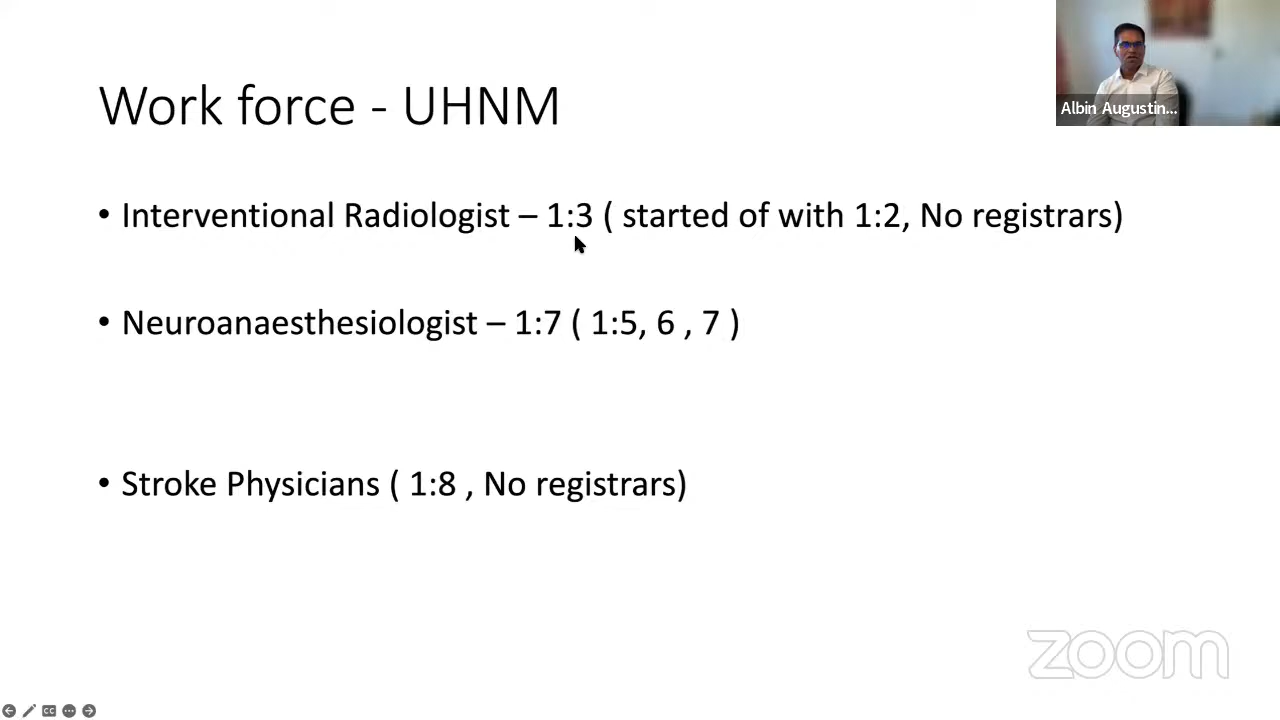 Albin Augustin...
Work force - UHNM
• Interventional Radiologist – 1:3 ( started of with 1:2, No registrars)
• Neuroanaesthesiologist – 1:7 ( 1:5, 6 , 7 )
• Stroke Physicians ( 1:8 , No registrars)
zoom
CC